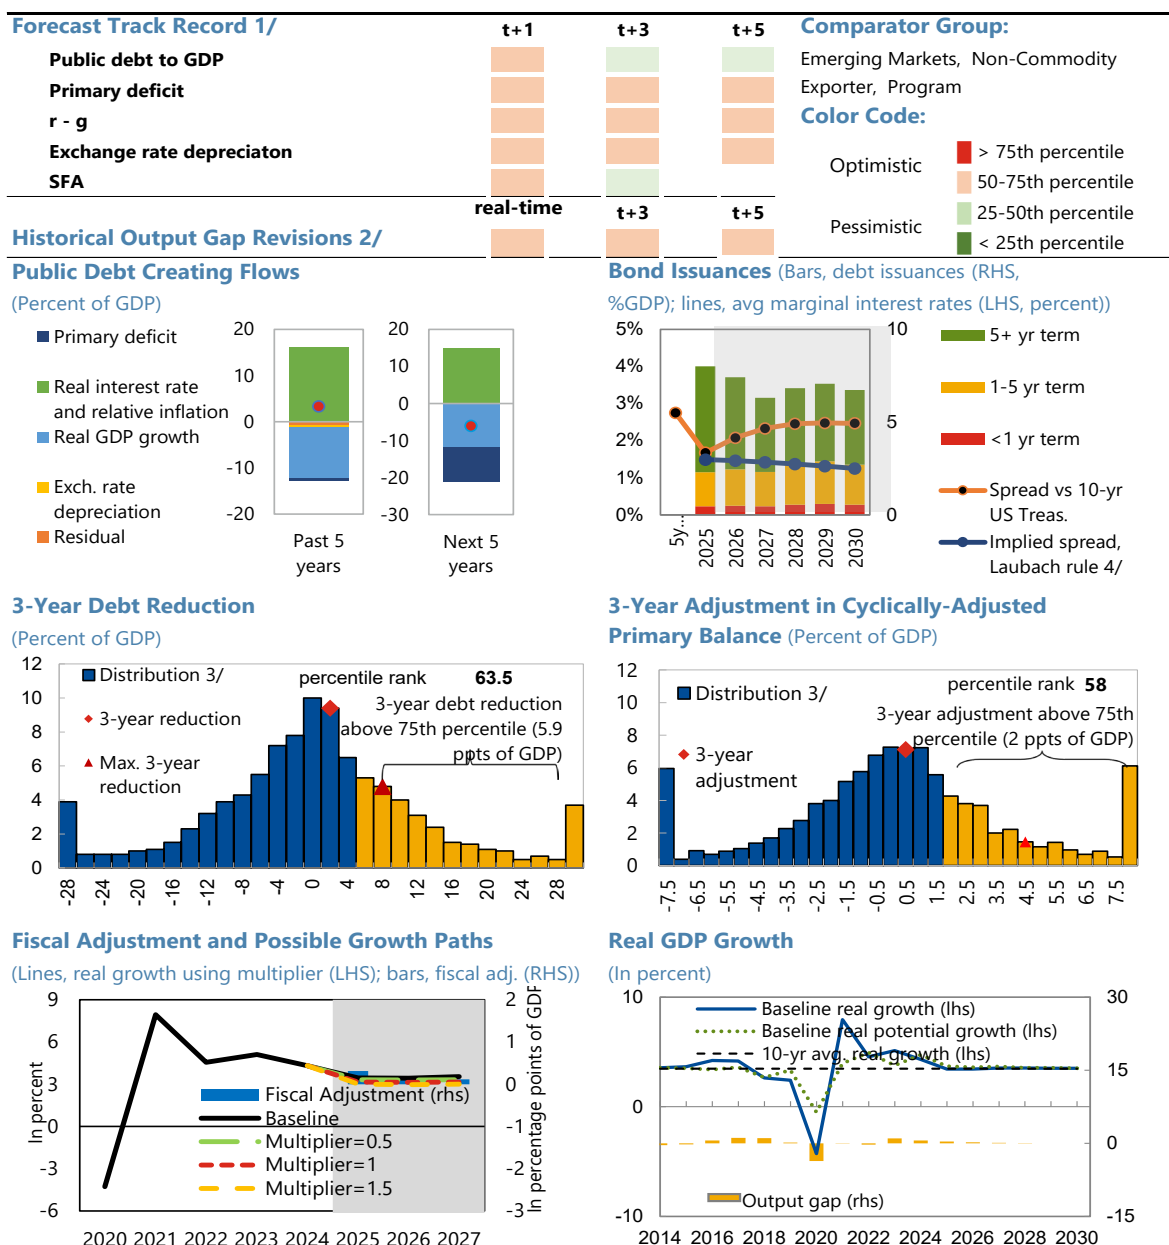 Forecast Track Record 1/ t+1 t+3 t+5 Comparator Group:
Public debt to GDP Emerging Markets, Non-Commodity
Primary deficit Exporter, Program
r - g Color Code:
Exchange rate depreciaton Optimistic > 75th percentile
SFA 50-75th percentile
real-time t+3 t+5 Pessimistic 25-50th percentile
Historical Output Gap Revisions 2/ < 25th percentile
Public Debt Creating Flows
(Percent of GDP)
Primary deficit
Real interest rate
and relative inflation
Real GDP growth
Exch. rate
depreciation
Residual
20
10
0
-10
-20
Past 5
years
20
10
0
-10
-20
-30
Next 5
years
Bond Issuances (Bars, debt issuances (RHS,
%GDP); lines, avg marginal interest rates (LHS, percent))
5%
4%
3%
2%
1%
0%
10
5
0
5y... 2025 2026 2027 2028 2029 2030
5+ yr term
1-5 yr term
<1 yr term
Spread vs 10-yr
US Treas.
Implied spread,
Laubach rule 4/
3-Year Debt Reduction
(Percent of GDP)
12
10
8
6
4
2
0
Distribution 3/
3-year reduction
Max. 3-year
reduction
percentile rank 63.5
3-year debt reduction
above 75th percentile (5.9
ppts of GDP)
-28 -24 -20 -16 -12 -8 -4 0 4 8 12 16 20 24 28
3-Year Adjustment in Cyclically-Adjusted
Primary Balance (Percent of GDP)
12
10
8
6
4
2
0
Distribution 3/
3-year
adjustment
percentile rank 58
3-year adjustment above 75th
percentile (2 ppts of GDP)
-7.5 -6.5 -5.5 -4.5 -3.5 -2.5 -1.5 -0.5 0.5 1.5 2.5 3.5 4.5 5.5 6.5 7.5
Fiscal Adjustment and Possible Growth Paths
(Lines, real growth using multiplier (LHS); bars, fiscal adj. (RHS))
In percent
9
6
3
0
-3
-6
2
1
0
-1
-2
-3
In percentage points of GDP
Fiscal Adjustment (rhs)
Baseline
Multiplier=0.5
Multiplier=1
Multiplier=1.5
2020 2021 2022 2023 2024 2025 2026 2027
Real GDP Growth
(In percent)
10
0
-10
30
15
0
-15
Baseline real growth (lhs)
Baseline real potential growth (lhs)
10-yr avg. real growth (lhs)
Output gap (rhs)
2014 2016 2018 2020 2022 2024 2026 2028 2030